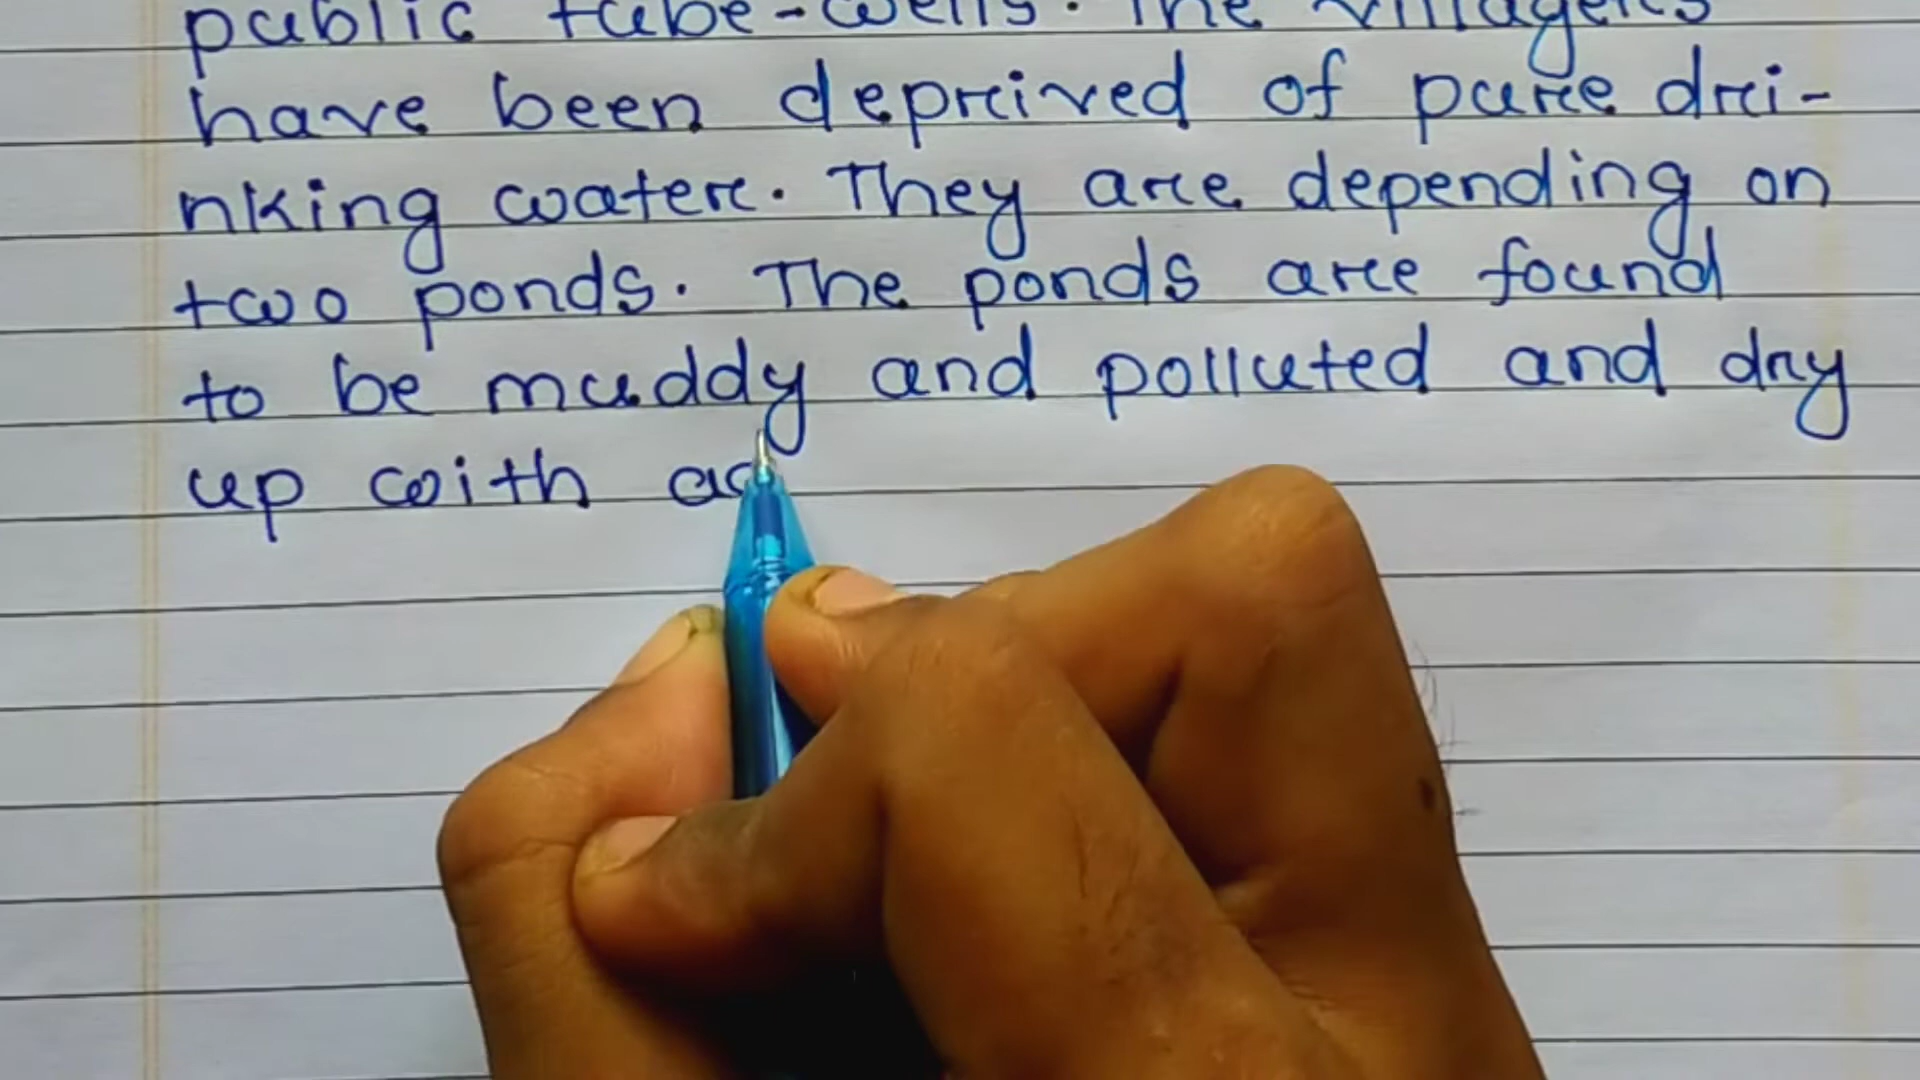 public tube-wells. The villagers
have been deprived of pure dri-
nking water. They are depending on
two ponds. The ponds are found
to be muddy and polluted and dry
up with